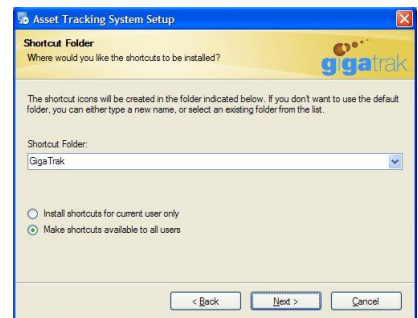 Asset Tracking System Setup
Shortcut Folder
Where would you like the shortcuts to be installed?
gigatrak
The shortcut icons will be created in the folder indicated below. If you don't want to use the default
folder, you can either type a new name, or select an existing folder from the list.
Shortcut Folder:
GigaTrak
Install shortcuts for current user only
Make shortcuts available to all users
< Back
Next >
Cancel